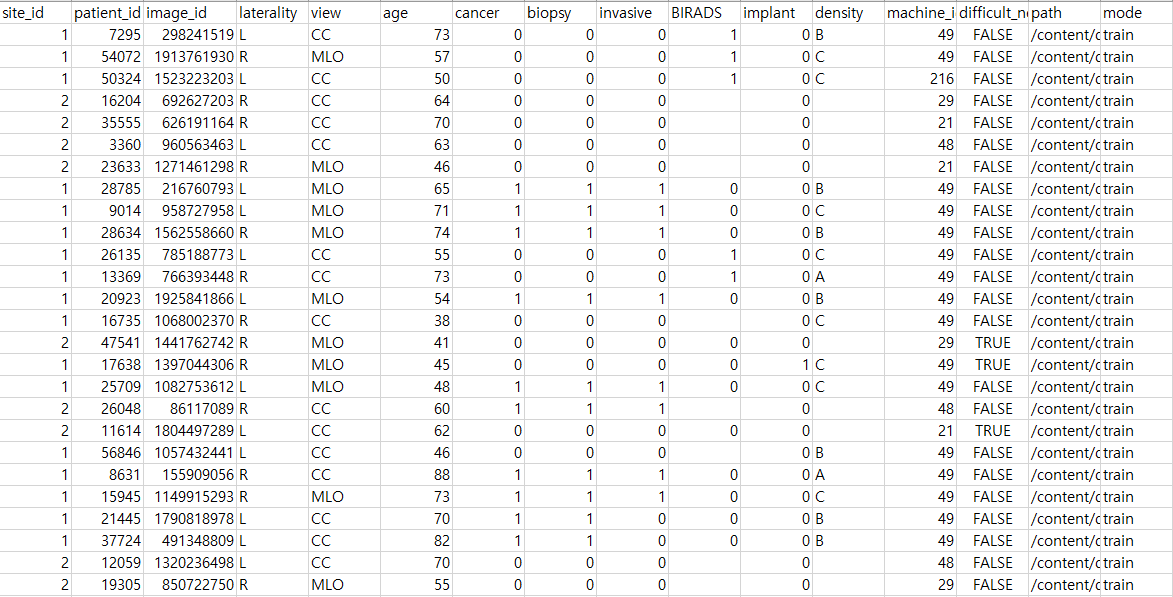 site_id patient_id image_id laterality view age cancer biopsy invasive BIRADS implant density machine_i difficult_n path mode
1 7295 298241519 L CC 73 0 0 0 1 0 B 49 FALSE /content/c train
1 54072 1913761930 R MLO 57 0 0 0 1 0 C 49 FALSE /content/c train
1 50324 1523223203 L CC 50 0 0 0 1 0 C 216 FALSE /content/c train
2 16204 692627203 R CC 64 0 0 0 0 29 FALSE /content/c train
2 35555 626191164 R CC 70 0 0 0 0 21 FALSE /content/c train
2 3360 960563463 L CC 63 0 0 0 0 48 FALSE /content/c train
2 23633 1271461298 R MLO 46 0 0 0 0 21 FALSE /content/c train
1 28785 216760793 L MLO 65 1 1 1 0 0 B 49 FALSE /content/c train
1 9014 958727958 L MLO 71 1 1 1 0 0 C 49 FALSE /content/c train
1 28634 1562558660 R MLO 74 1 1 1 0 0 B 49 FALSE /content/c train
1 26135 785188773 L CC 55 0 0 0 1 0 C 49 FALSE /content/c train
1 13369 766393448 R CC 73 0 0 0 1 0 A 49 FALSE /content/c train
1 20923 1925841866 L MLO 54 1 1 1 0 0 B 49 FALSE /content/c train
1 16735 1068002370 R CC 38 0 0 0 0 C 49 FALSE /content/c train
2 47541 1441762742 R MLO 41 0 0 0 0 0 29 TRUE /content/c train
1 17638 1397044306 R MLO 45 0 0 0 0 1 C 49 TRUE /content/c train
1 25709 1082753612 L MLO 48 1 1 1 0 0 C 49 FALSE /content/c train
2 26048 86117089 R CC 60 1 1 1 0 48 FALSE /content/c train
2 11614 1804497289 L CC 62 0 0 0 0 0 21 TRUE /content/c train
1 56846 1057432441 L CC 46 0 0 0 0 B 49 FALSE /content/c train
1 8631 155909056 R CC 88 1 1 1 0 0 A 49 FALSE /content/c train
1 15945 1149915293 R MLO 73 1 1 1 0 0 C 49 FALSE /content/c train
1 21445 1790818978 L CC 70 1 1 0 0 0 B 49 FALSE /content/c train
1 37724 491348809 L CC 82 1 1 0 0 0 B 49 FALSE /content/c train
2 12059 1320236498 L CC 70 0 0 0 0 48 FALSE /content/c train
2 19305 850722750 R MLO 55 0 0 0 0 29 FALSE /content/c train